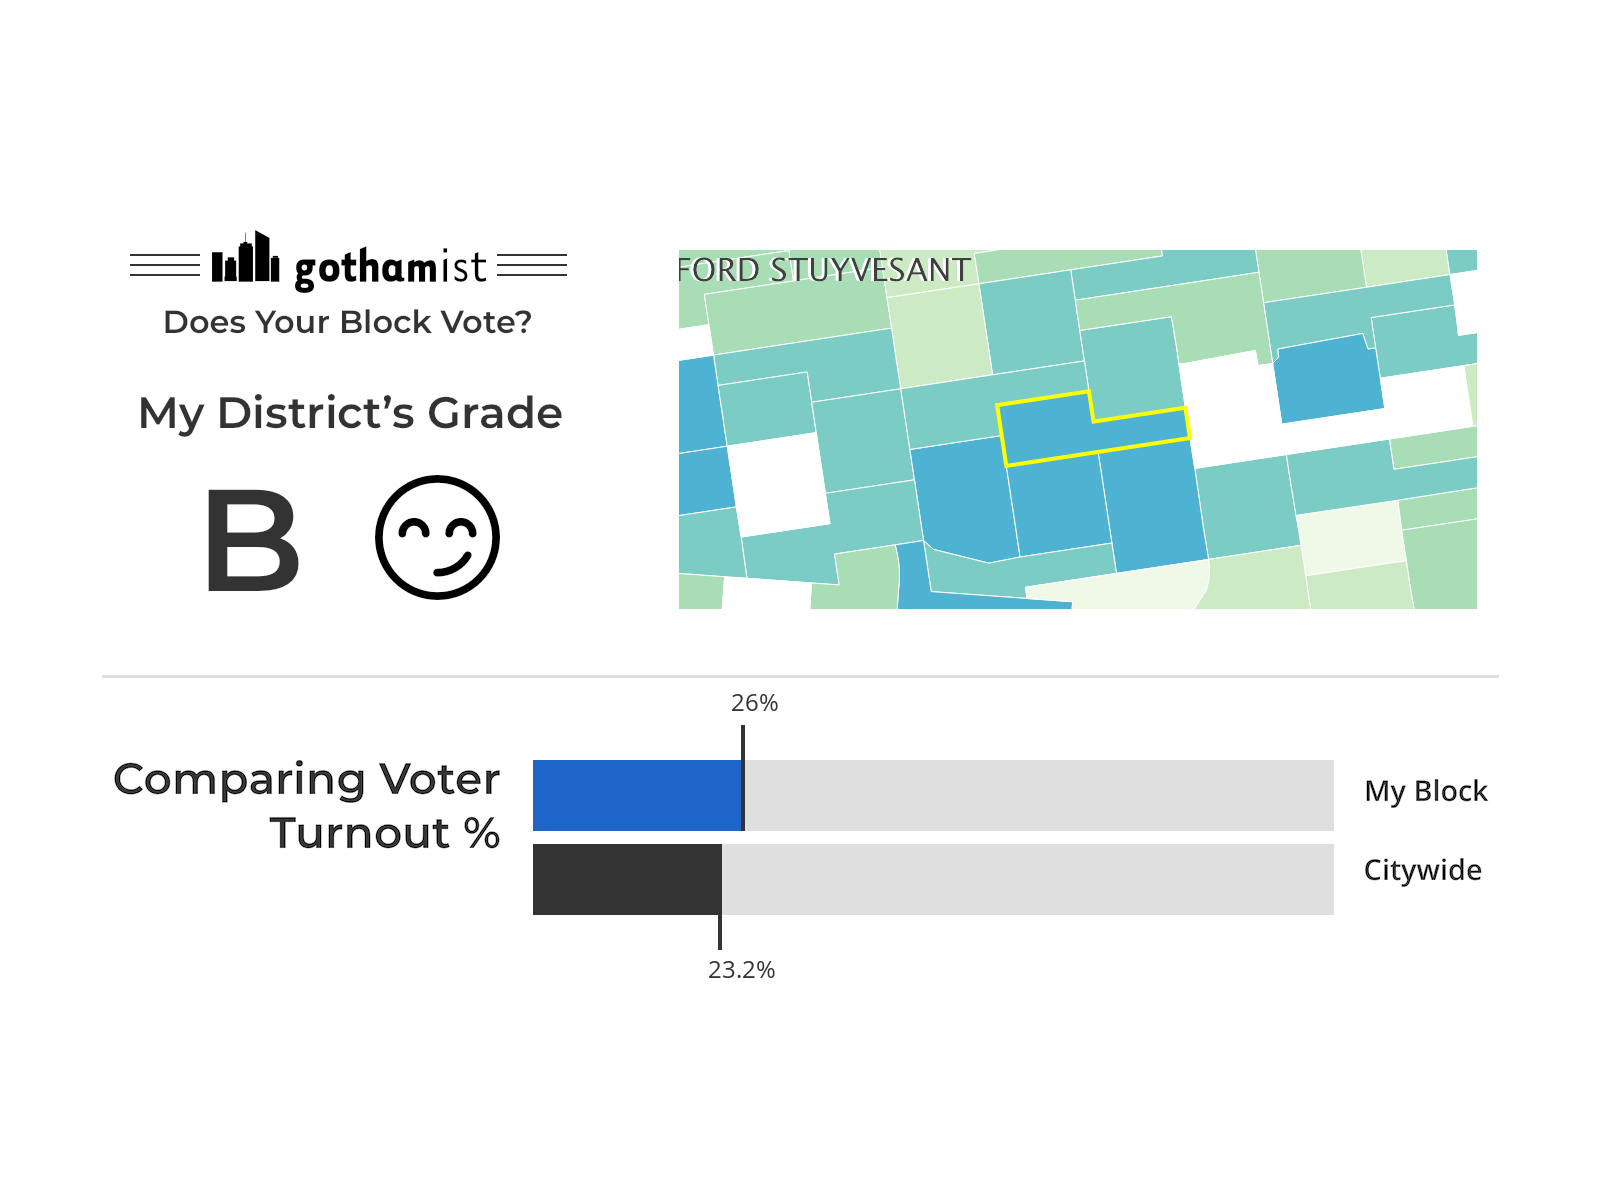 gothamist
Does Your Block Vote?
My District's Grade
B
FORD STUYVESANT
26%
Comparing Voter
Turnout %
My Block
Citywide
23.2%